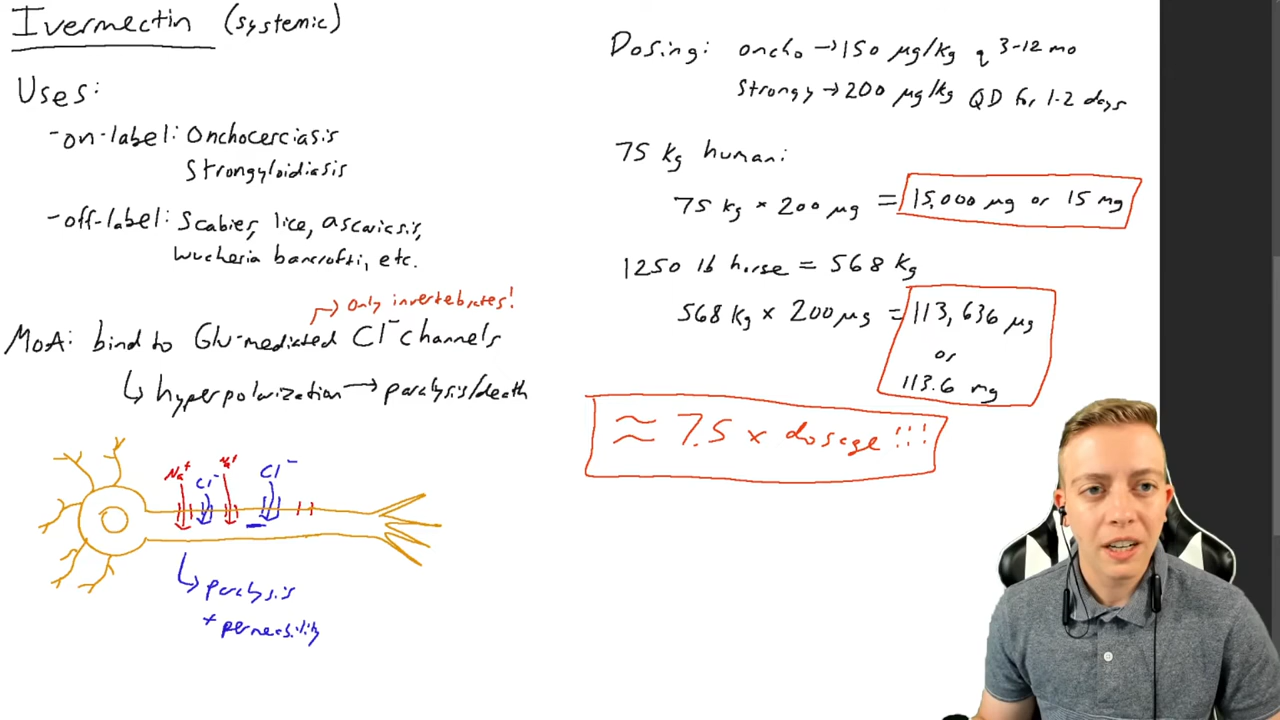 Ivermectin (systemic)
Uses:
-on-label: Onchocerciasis
Strongyloidiasis
-off-label: Scabies, lice, ascariasis,
Wucheria bancrofti, etc.
→ only invertebrates!
MoA: bind to Glu-mediated Cl⁻ channels
↳ hyperpolarization → paralysis/death
Na⁺ Cl⁻ Na⁺ Cl⁻
↳ paralysis
+ permeability
Dosing: oncho → 150 µg/kg q 3-12 mo
Strongy → 200 µg/kg QD for 1-2 days
75 kg human:
75 kg × 200 µg = 15,000 µg or 15 mg
1250 lb horse = 568 kg
568 kg × 200 µg = 113,636 µg
or
113.6 mg
≈ 7.5 x dosage!!!